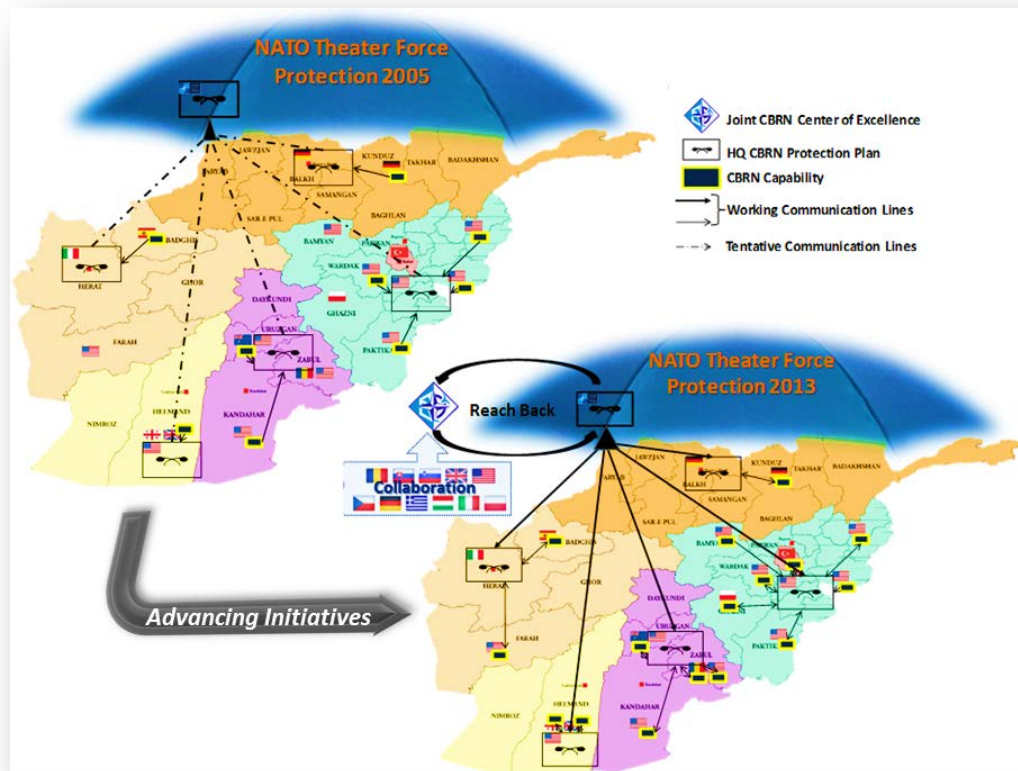 NATO Theater Force
Protection 2005
Joint CBRN Center of Excellence
HQ CBRN Protection Plan
CBRN Capability
Working Communication Lines
Tentative Communication Lines
JAWZJAN
KUNDUZ
TAKHAR
BADAKHSHAN
BALKH
SAMANGAN
SAR-E PUL
BAGHLAN
BADGHIS
BAMYAN
WARDAK
HERAT
GHOR
DAYKUNDI
GHAZNI
URUZGAN
FARAH
ZABUL
PAKTIKA
NIMROZ
HELMAND
KANDAHAR
NATO Theater Force
Protection 2013
Reach Back
Collaboration
JAWZJAN
KUNDUZ
TAKHAR
BADAKHSHAN
BALKH
SAMANGAN
SAR-E PUL
BAGHLAN
BADGHIS
WARDAK
HERAT
GHOR
DAYKUNDI
URUZGAN
FARAH
ZABUL
PAKTIKA
NIMROZ
HELMAND
KANDAHAR
Advancing Initiatives